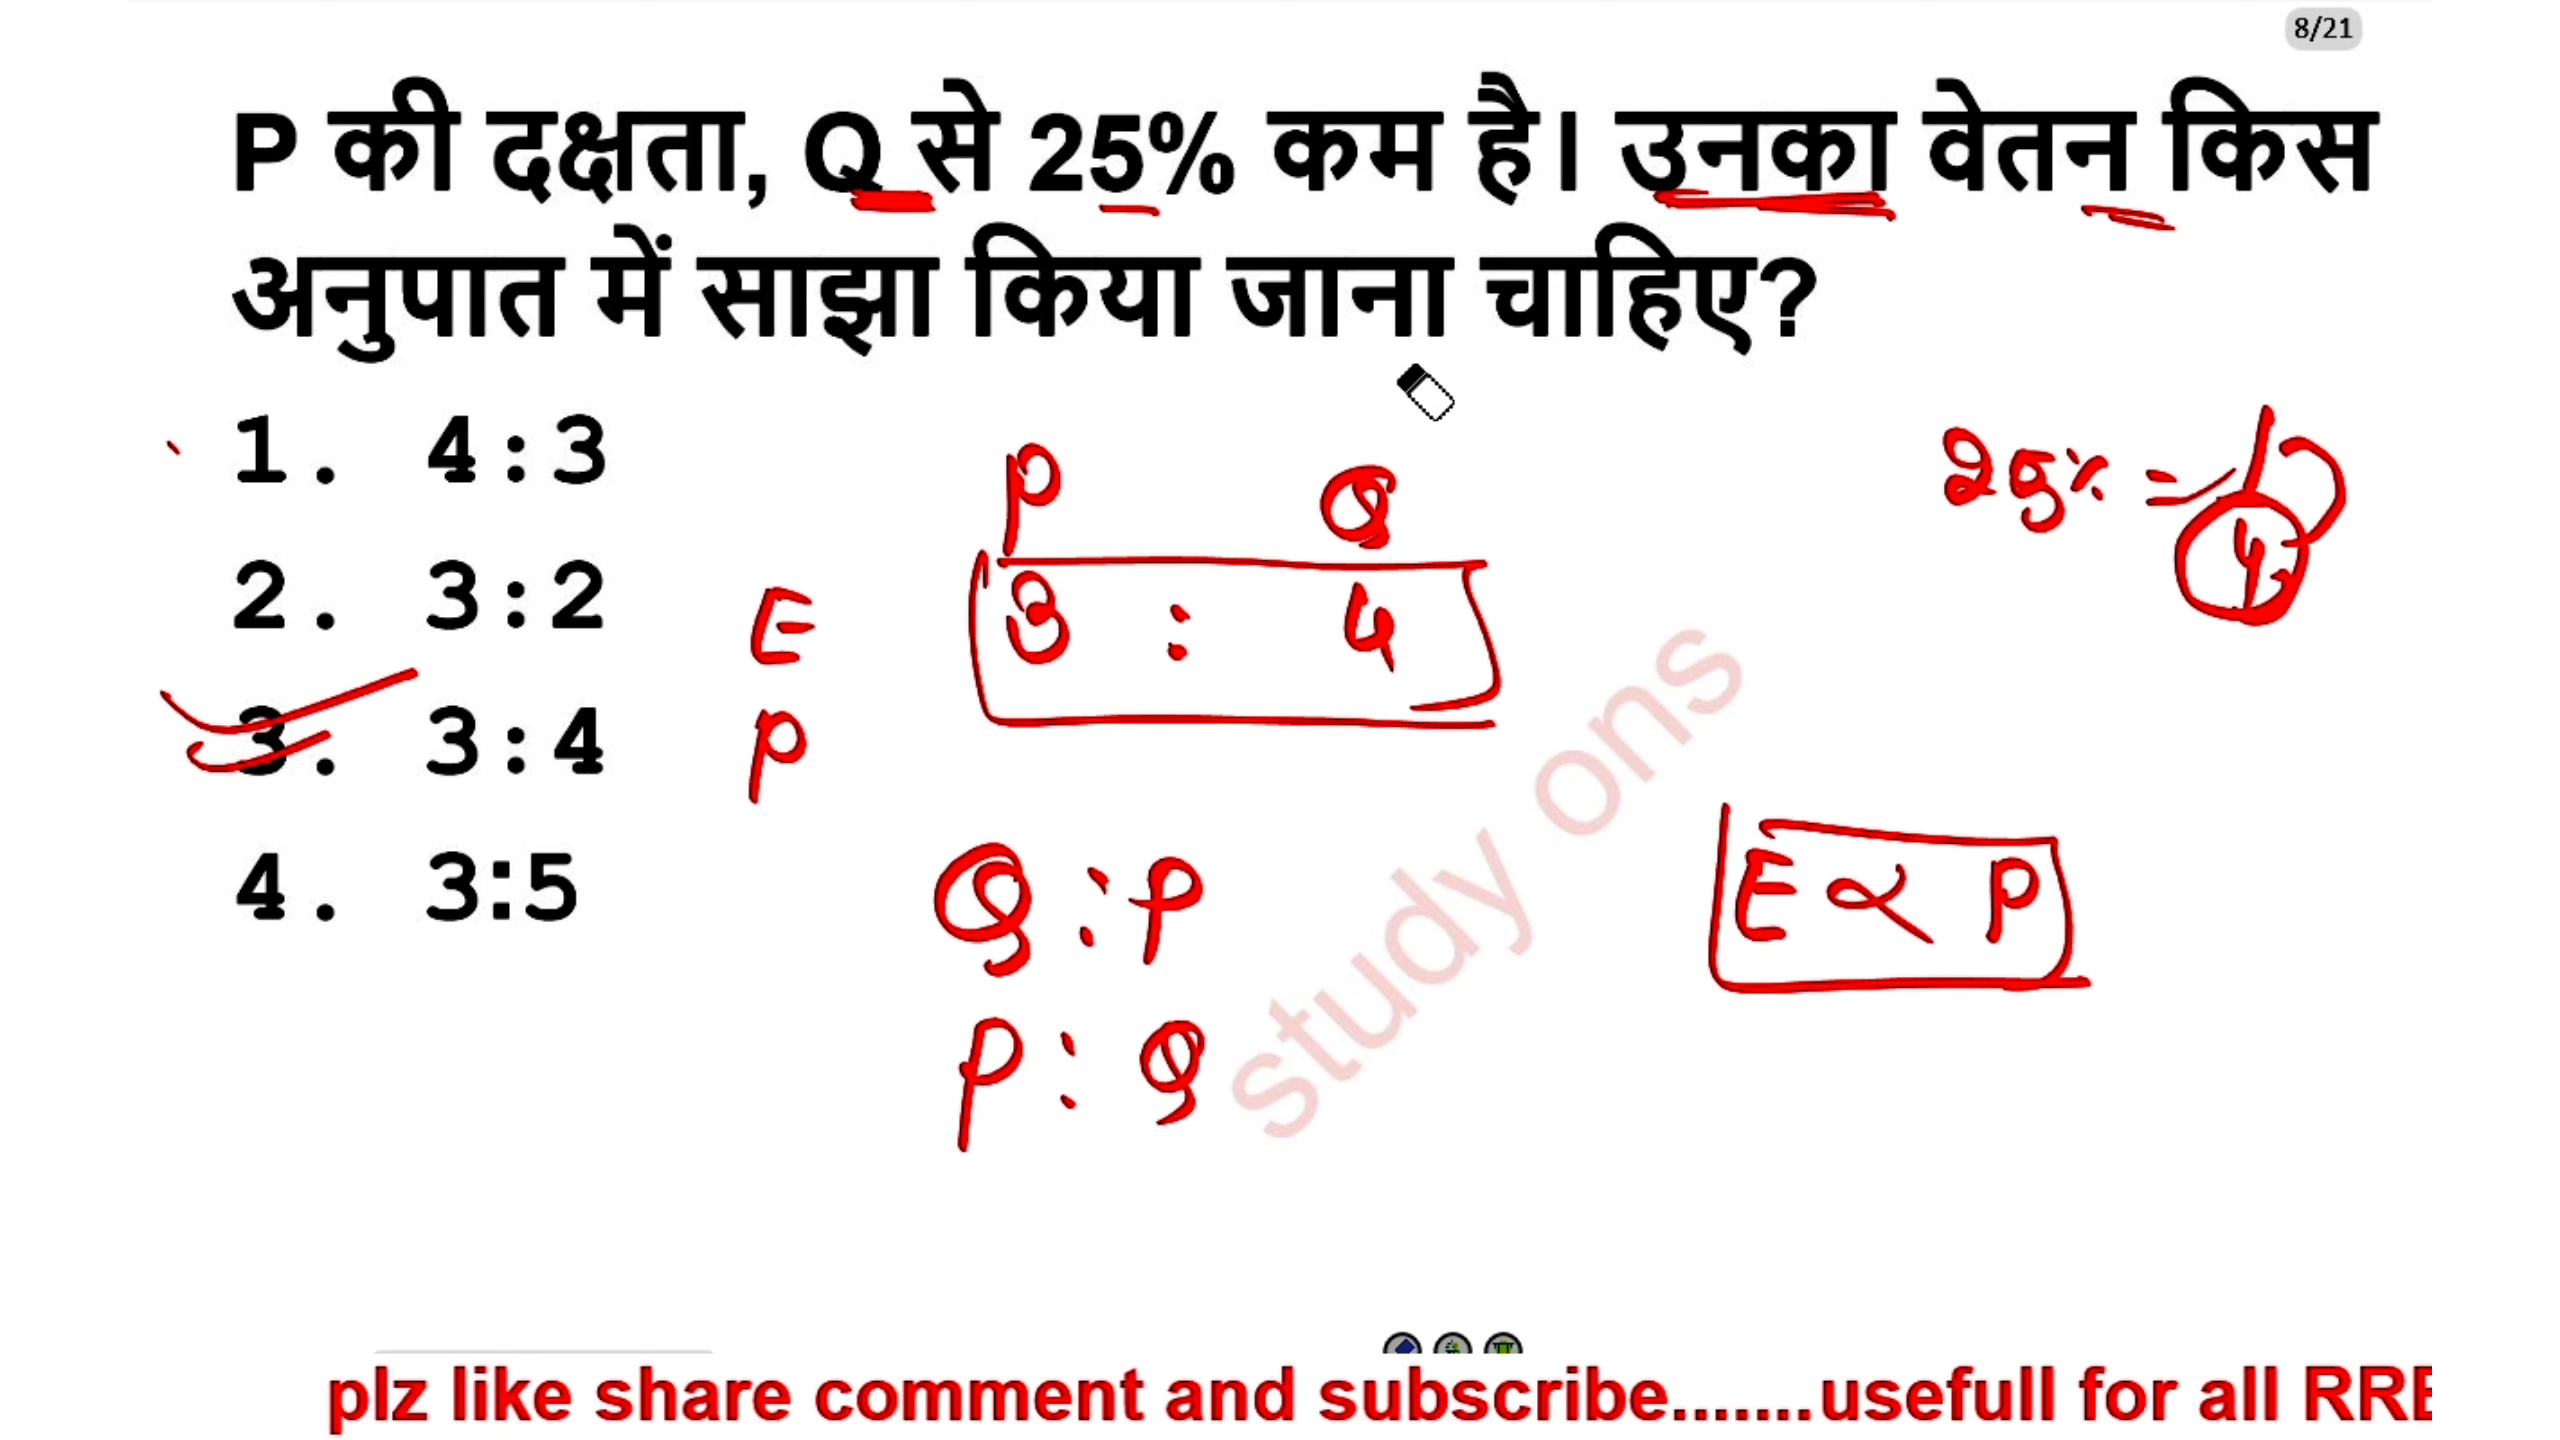 8/21
P की दक्षता, Q से 25% कम है। उनका वेतन किस
अनुपात में साझा किया जाना चाहिए?
1. 4:3
2. 3:2
3. 3:4
4. 3:5
P Q
E 3 : 4
P
25% = 1/4
Q : P
P : Q
E ∝ P
study ons
plz like share comment and subscribe.......usefull for all RRB